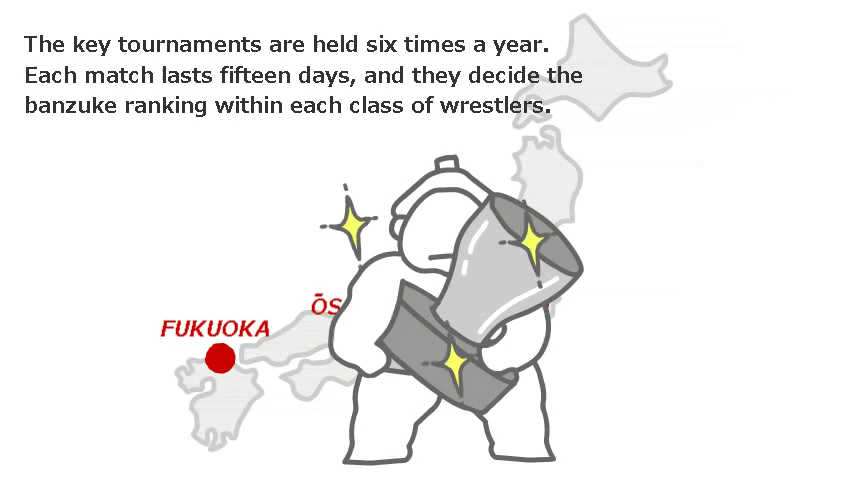 The key tournaments are held six times a year.
Each match lasts fifteen days, and they decide the
banzuke ranking within each class of wrestlers.
ŌS
FUKUOKA